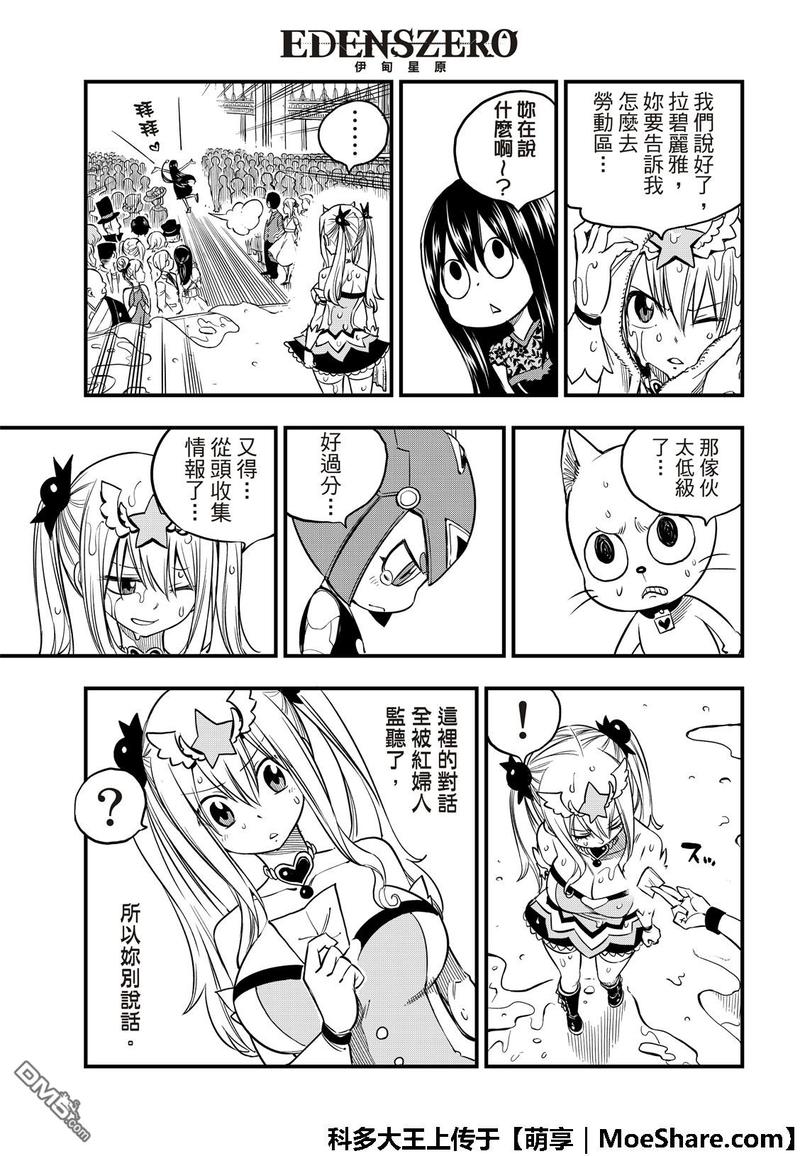 EDENSZERO
伊甸星原
我們說好了，
拉碧麗雅，
妳要告訴我
怎麼去
勞動區…
妳在說
什麼啊～？
……
拜拜
拜拜♥
那傢伙
太低級
了…
好過分…
又得…
從頭收集
情報了…
！
スッ…
？
這裡的對話
全被紅婦人
監聽了，
所以妳別說話。
DM5.com
科多大王上传于【萌享｜MoeShare.com】